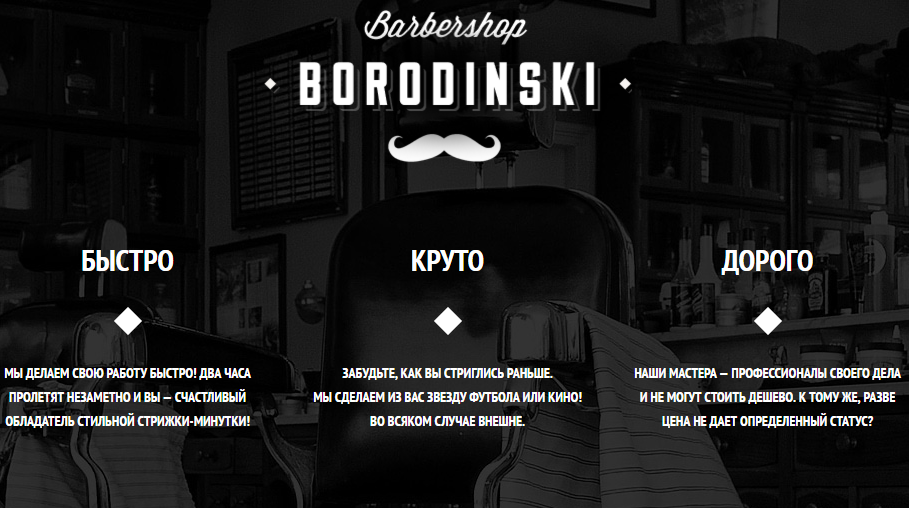 Barbershop
BORODINSKI
БЫСТРО
МЫ ДЕЛАЕМ СВОЮ РАБОТУ БЫСТРО! ДВА ЧАСА
ПРОЛЕТЯТ НЕЗАМЕТНО И ВЫ — СЧАСТЛИВЫЙ
ОБЛАДАТЕЛЬ СТИЛЬНОЙ СТРИЖКИ-МИНУТКИ!
КРУТО
ЗАБУДЬТЕ, КАК ВЫ СТРИГЛИСЬ РАНЬШЕ.
МЫ СДЕЛАЕМ ИЗ ВАС ЗВЕЗДУ ФУТБОЛА ИЛИ КИНО!
ВО ВСЯКОМ СЛУЧАЕ ВНЕШНЕ.
ДОРОГО
НАШИ МАСТЕРА — ПРОФЕССИОНАЛЫ СВОЕГО ДЕЛА
И НЕ МОГУТ СТОИТЬ ДЕШЕВО. К ТОМУ ЖЕ, РАЗВЕ
ЦЕНА НЕ ДАЕТ ОПРЕДЕЛЕННЫЙ СТАТУС?